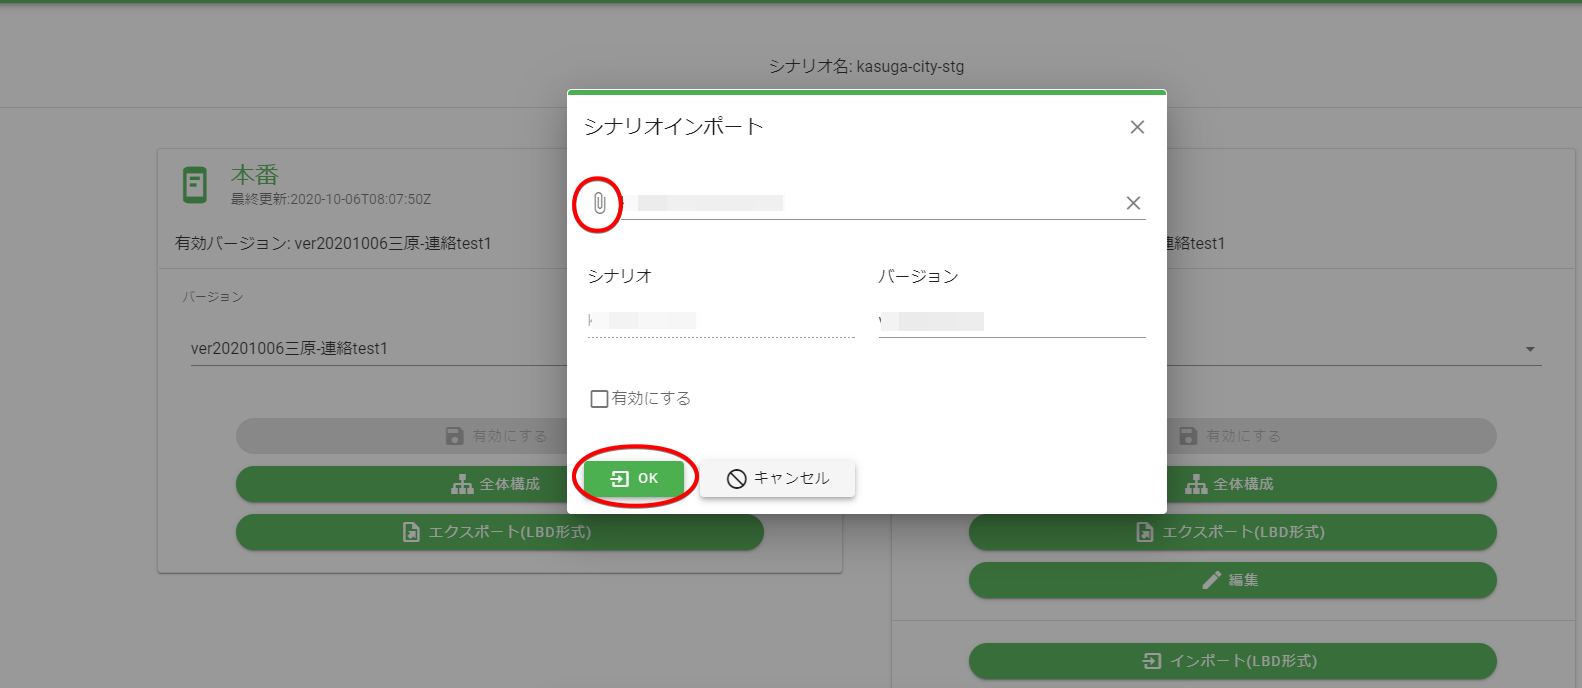 シナリオ名: kasuga-city-stg
シナリオインポート
本番
最終更新:2020-10-06T08:07:50Z
有効バージョン: ver20201006三原-連絡test1
連絡test1
シナリオ
バージョン
バージョン
ver20201006三原-連絡test1
有効にする
有効にする
有効にする
OK
キャンセル
全体構成
全体構成
エクスポート(LBD形式)
エクスポート(LBD形式)
編集
インポート(LBD形式)